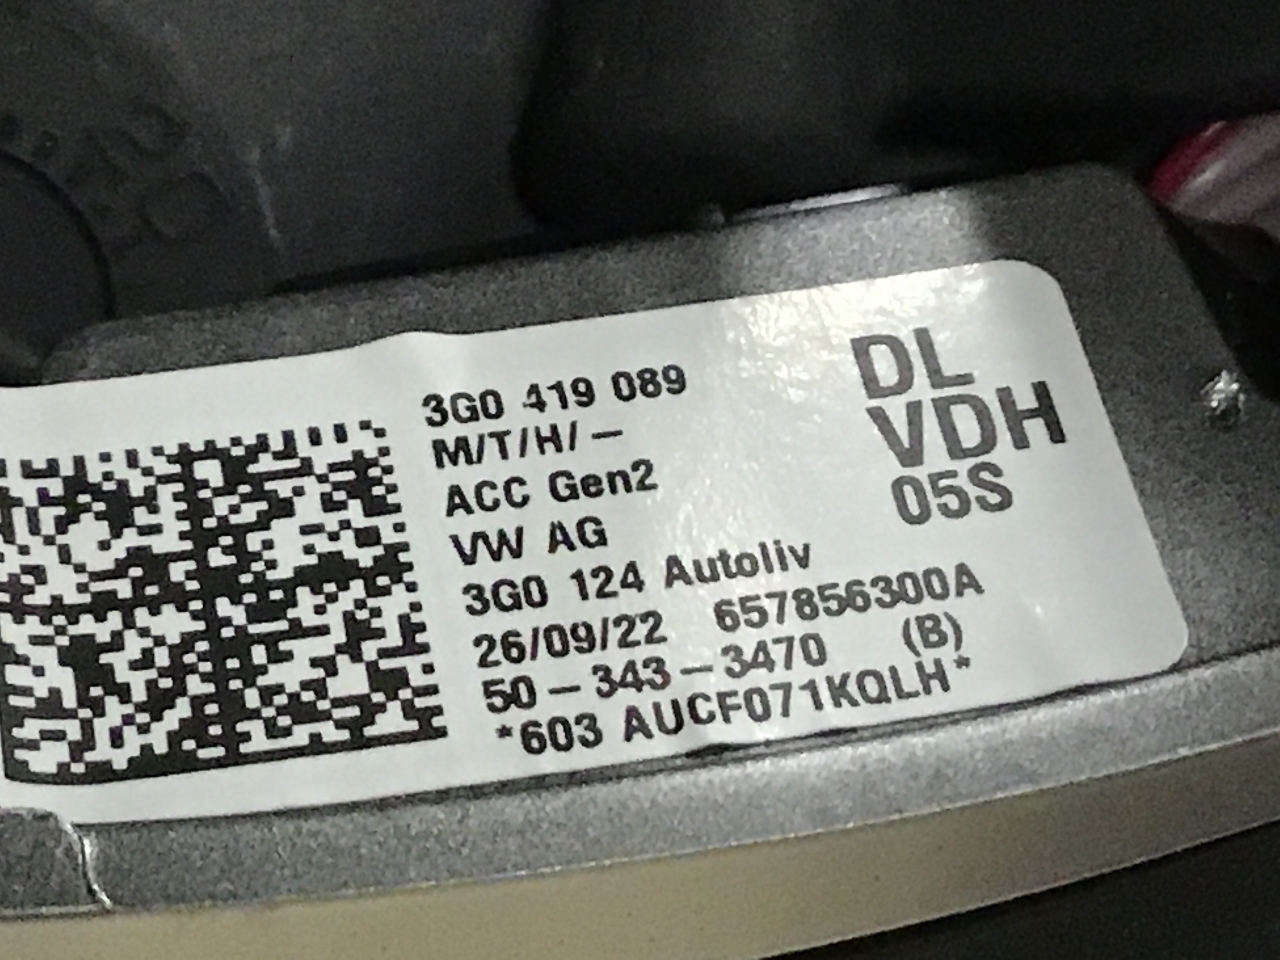 3G0 419 089
M/T/H/ —
ACC Gen2
VW AG
3G0 124 Autoliv
26/09/22 657856300A
50 – 343 – 3470 (B)
*603 AUCF071KQLH*
DL
VDH
05S